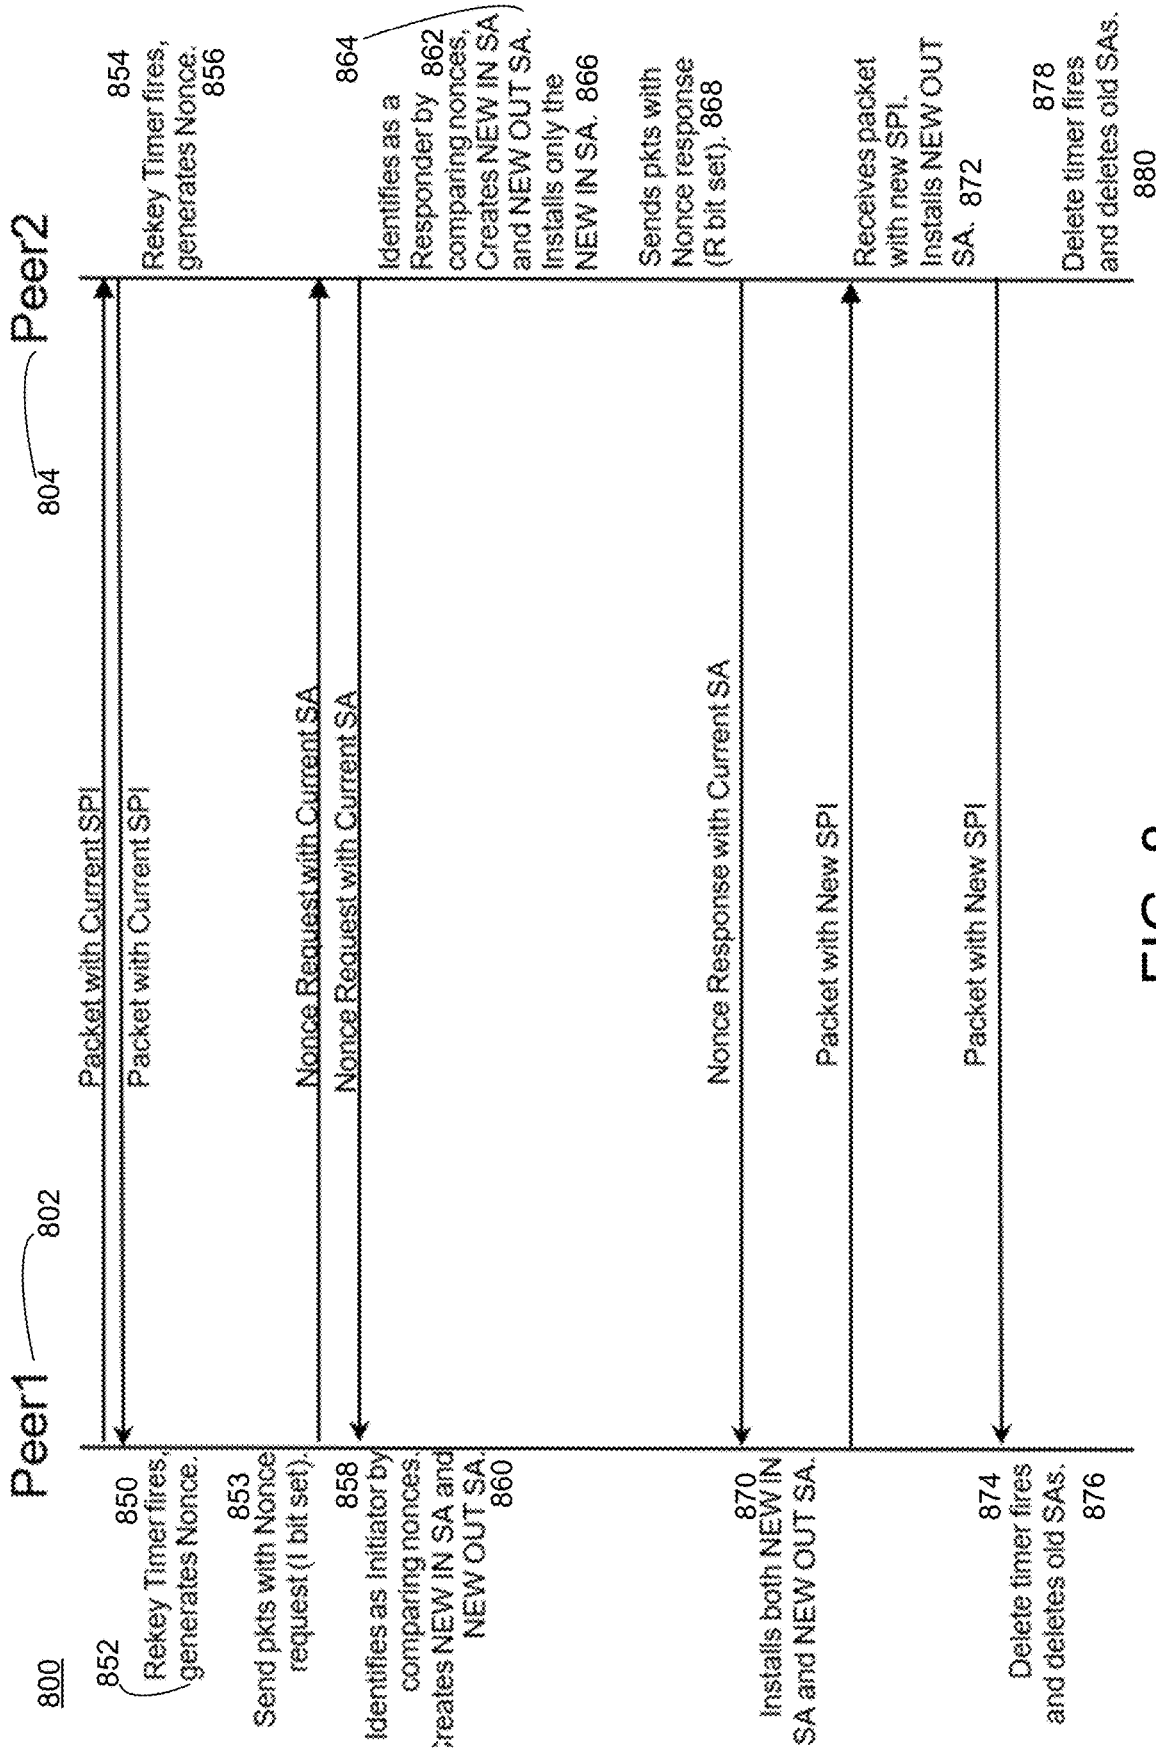 800
Peer1
802
Peer2
804
Packet with Current SPI
Packet with Current SPI
852
850
Rekey Timer fires,
generates Nonce.
854
Rekey Timer fires,
generates Nonce.
856
853
Send pkts with Nonce
request (I bit set).
Nonce Request with Current SA
Nonce Request with Current SA
858
Identifies as Initiator by
comparing nonces.
Creates NEW IN SA and
NEW OUT SA.
860
864
Identifies as a
Responder by 862
comparing nonces,
Creates NEW IN SA
and NEW OUT SA.
Installs only the
NEW IN SA. 866
Sends pkts with
Nonce response
(R bit set). 868
Nonce Response with Current SA
870
Installs both NEW IN
SA and NEW OUT SA.
Packet with New SPI
Receives packet
with new SPI.
Installs NEW OUT
SA. 872
Packet with New SPI
874
Delete timer fires
and deletes old SAs.
876
878
Delete timer fires
and deletes old SAs.
880
FIG.